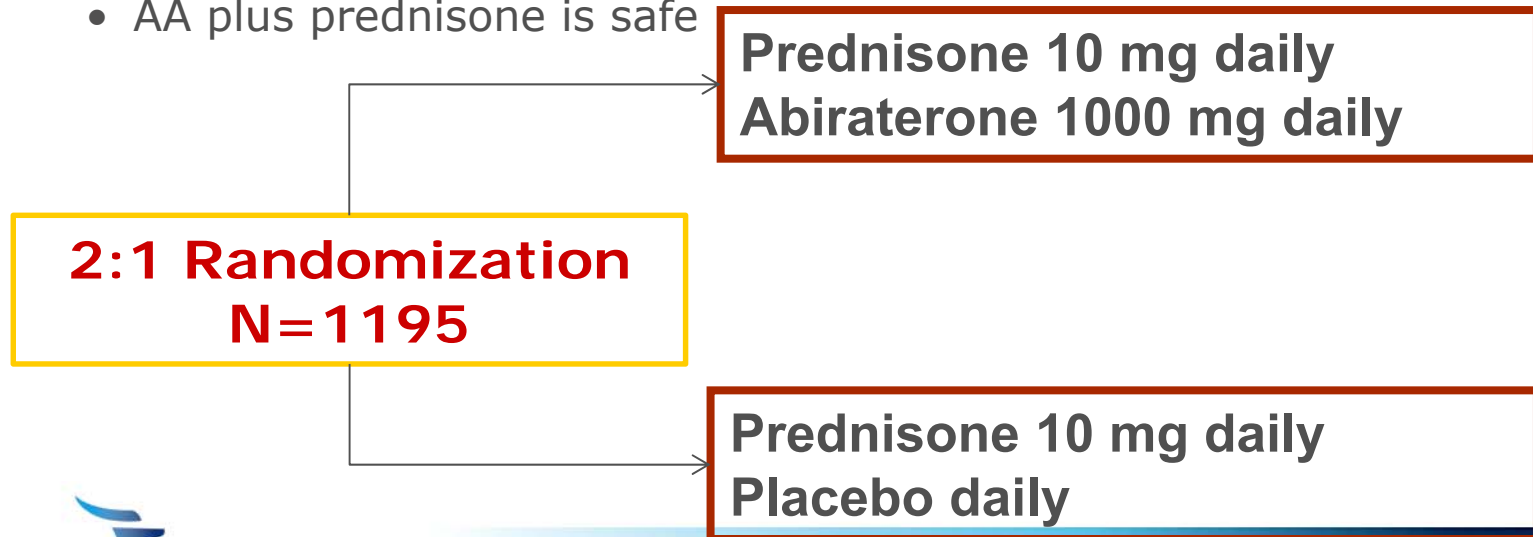 • AA plus prednisone is safe
Prednisone 10 mg daily
Abiraterone 1000 mg daily
2:1 Randomization
N=1195
Prednisone 10 mg daily
Placebo daily